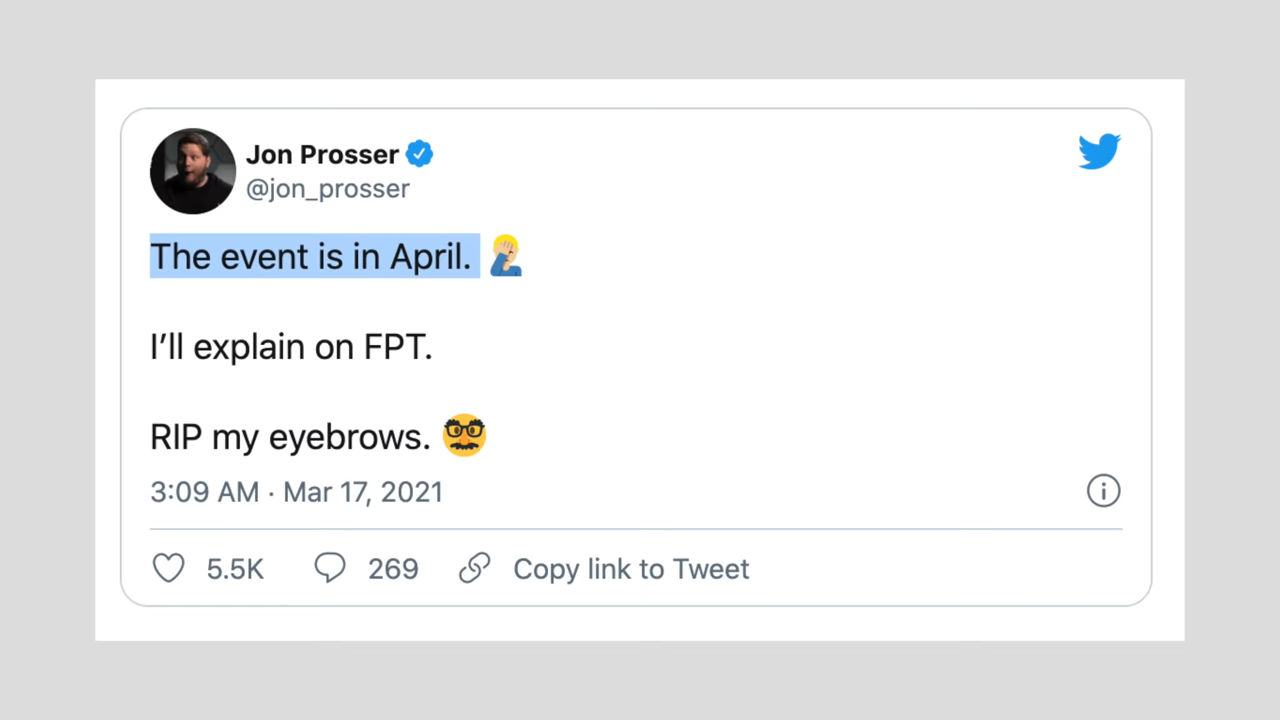 Jon Prosser
@jon_prosser
The event is in April. 🤦🏼‍♂️
I’ll explain on FPT.
RIP my eyebrows. 🥸
3:09 AM · Mar 17, 2021
5.5K 269 Copy link to Tweet